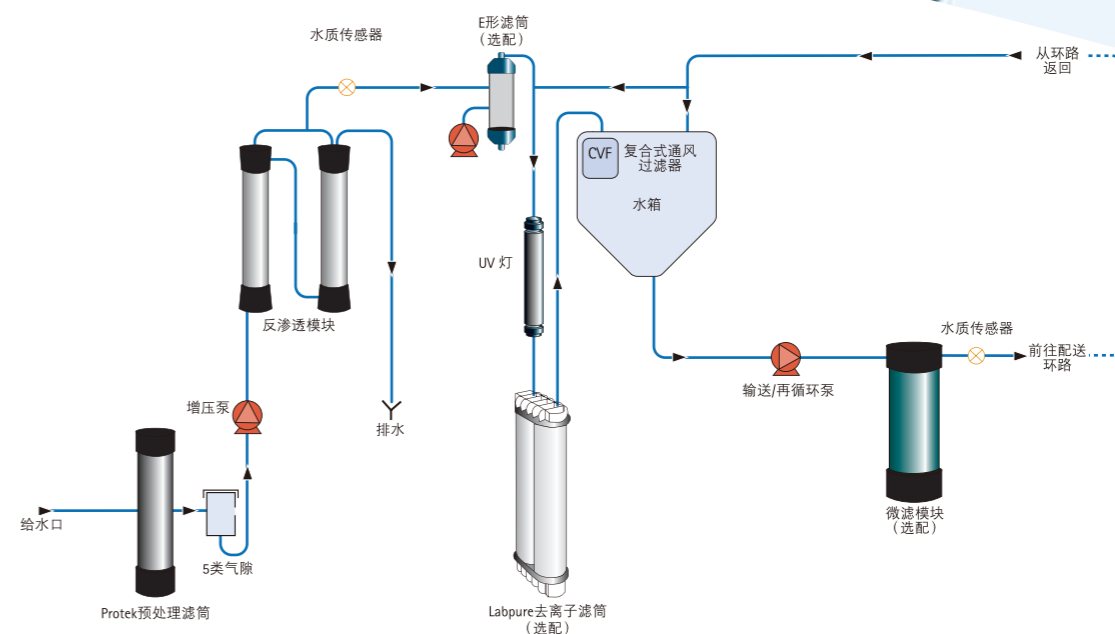 E形滤筒
（选配）
水质传感器
从环路
返回
CVF
复合式通风
过滤器
水箱
UV 灯
反渗透模块
水质传感器
前往配送
环路
输送/再循环泵
增压泵
排水
给水口
5类气隙
微滤模块
（选配）
Protek预处理滤筒
Labpure去离子滤筒
（选配）